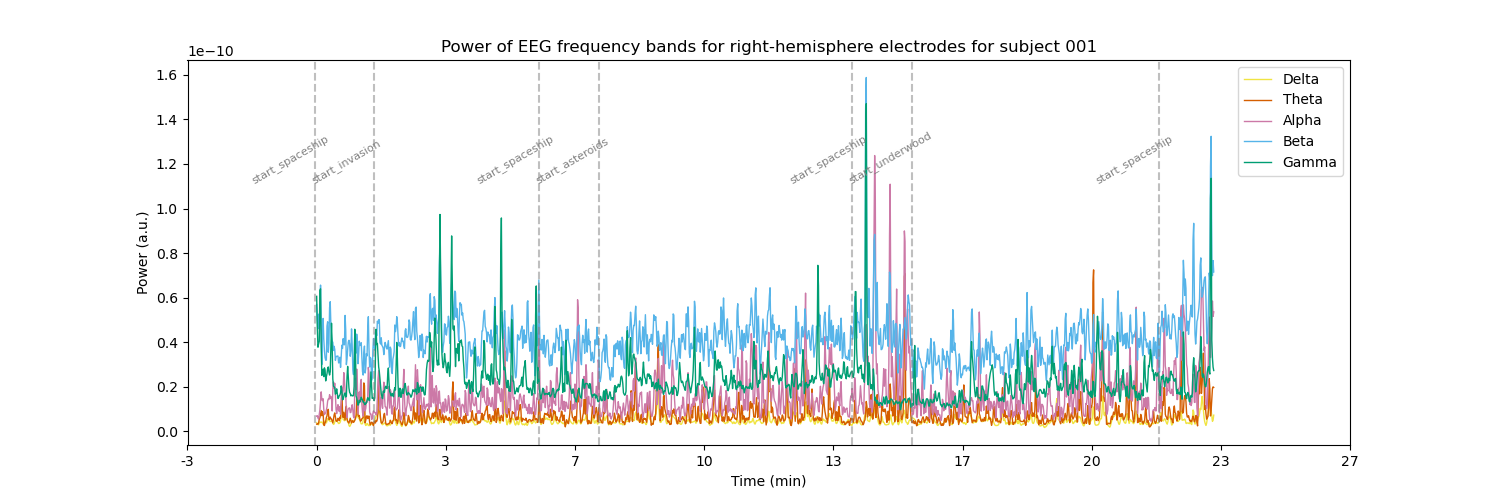 Power of EEG frequency bands for right-hemisphere electrodes for subject 001
1e−10
1.6
1.4
1.2
1.0
0.8
0.6
0.4
0.2
0.0
Power (a.u.)
start_spaceship
start_invasion
start_spaceship
start_asteroids
start_spaceship
start_underwood
start_spaceship
Delta
Theta
Alpha
Beta
Gamma
-3 0 3 7 10 13 17 20 23 27
Time (min)